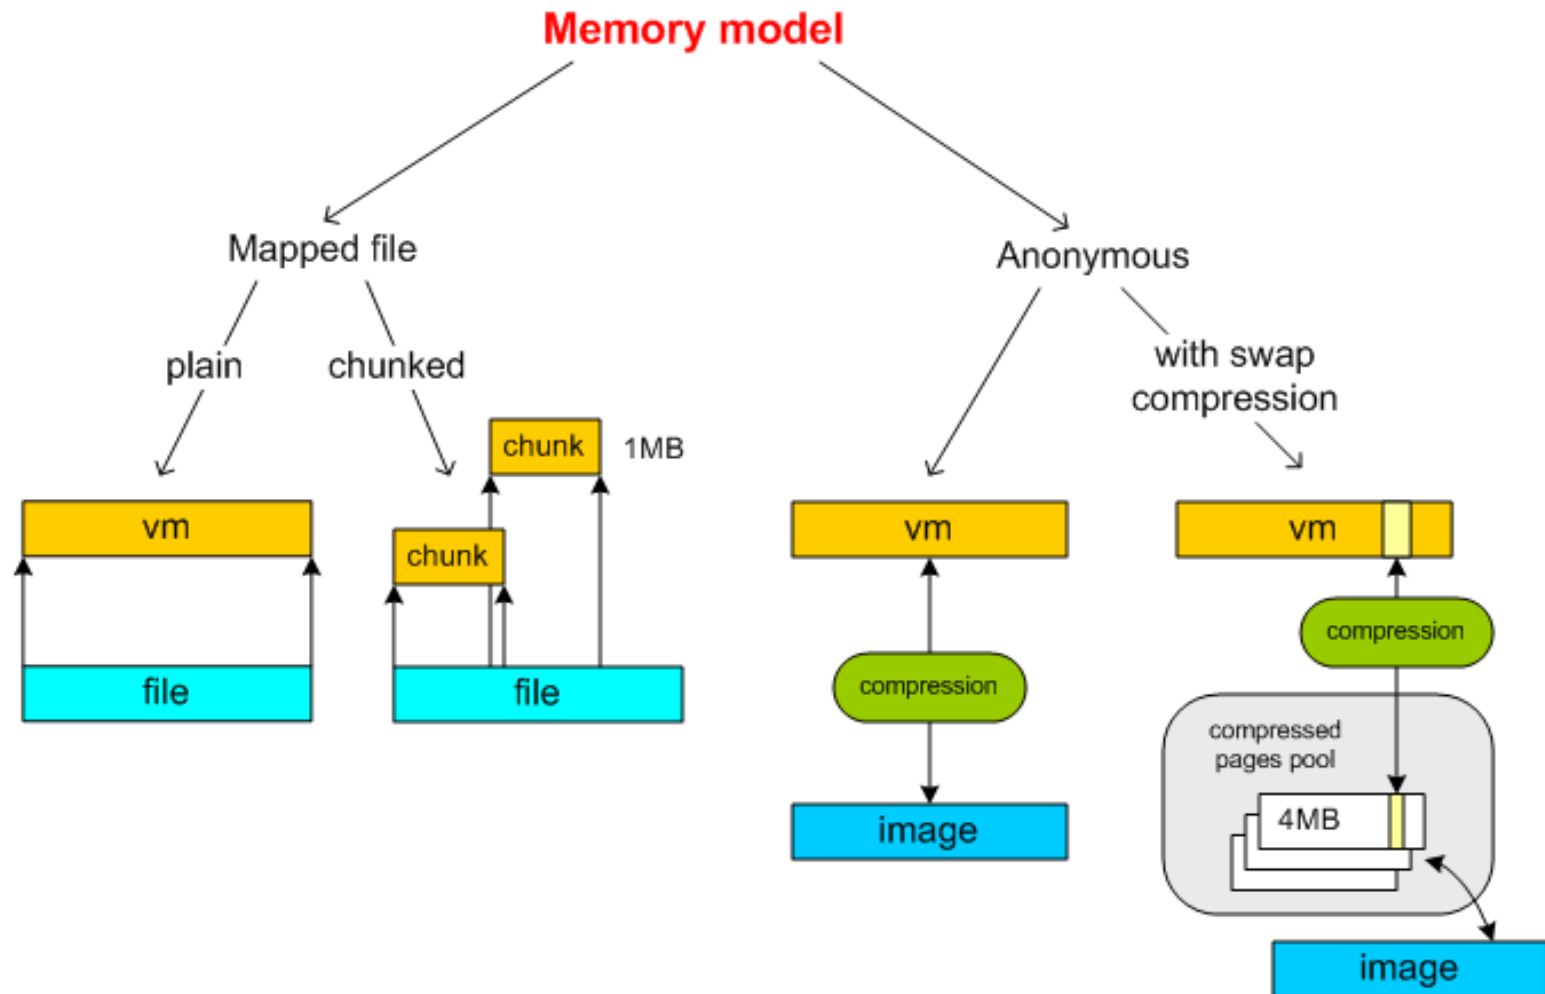 Memory model
Mapped file
Anonymous
plain
chunked
with swap
compression
chunk
1MB
vm
chunk
vm
vm
file
file
compression
compression
compressed
pages pool
4MB
image
image